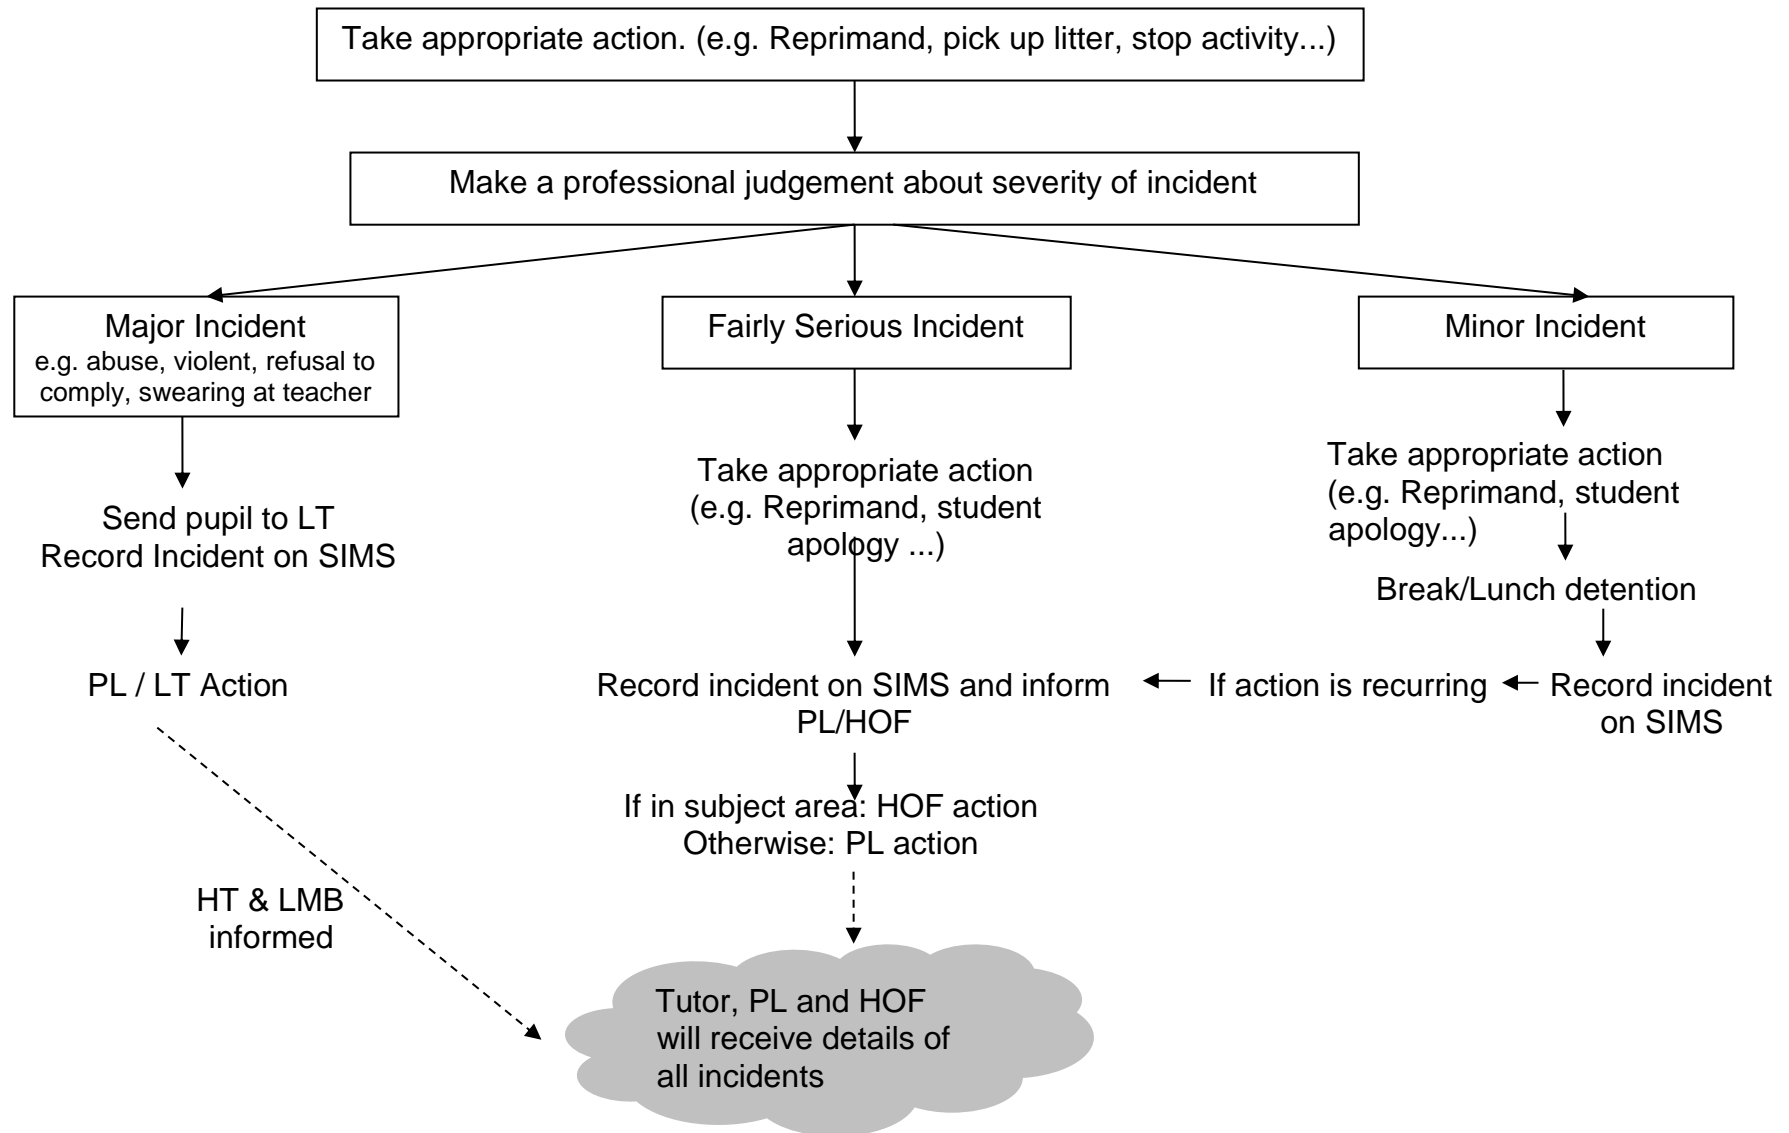 Take appropriate action. (e.g. Reprimand, pick up litter, stop activity...)
Make a professional judgement about severity of incident
Major Incident
e.g. abuse, violent, refusal to
comply, swearing at teacher
Fairly Serious Incident
Minor Incident
Send pupil to LT
Record Incident on SIMS
Take appropriate action
(e.g. Reprimand, student
apology ...)
Take appropriate action
(e.g. Reprimand, student
apology...)
Break/Lunch detention
PL / LT Action
Record incident on SIMS and inform
PL/HOF
If action is recurring
Record incident
on SIMS
If in subject area: HOF action
Otherwise: PL action
HT & LMB
informed
Tutor, PL and HOF
will receive details of
all incidents